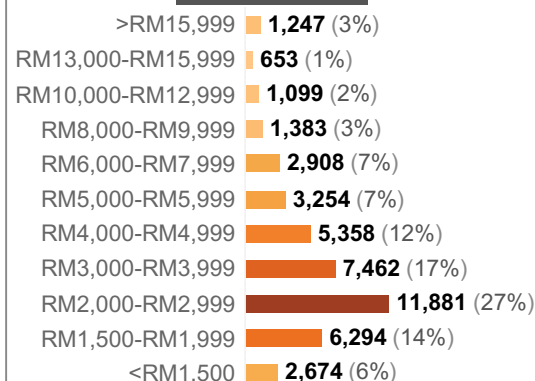 >RM15,999 1,247 (3%)
RM13,000-RM15,999 653 (1%)
RM10,000-RM12,999 1,099 (2%)
RM8,000-RM9,999 1,383 (3%)
RM6,000-RM7,999 2,908 (7%)
RM5,000-RM5,999 3,254 (7%)
RM4,000-RM4,999 5,358 (12%)
RM3,000-RM3,999 7,462 (17%)
RM2,000-RM2,999 11,881 (27%)
RM1,500-RM1,999 6,294 (14%)
<RM1,500 2,674 (6%)